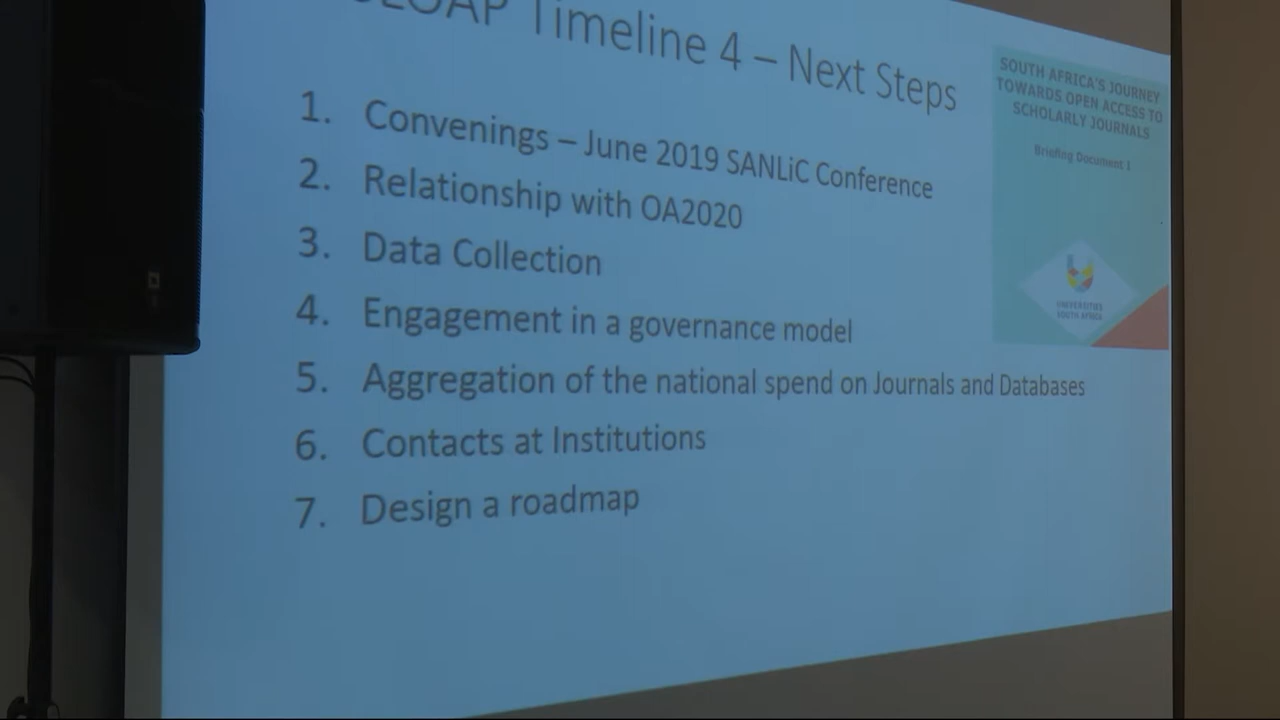 Timeline 4 – Next Steps
1. Convenings – June 2019 SANLiC Conference
2. Relationship with OA2020
3. Data Collection
4. Engagement in a governance model
5. Aggregation of the national spend on Journals and Databases
6. Contacts at Institutions
7. Design a roadmap
SOUTH AFRICA'S JOURNEY
TOWARDS OPEN ACCESS TO
SCHOLARLY JOURNALS
Briefing Document 1
UNIVERSITIES
SOUTH AFRICA